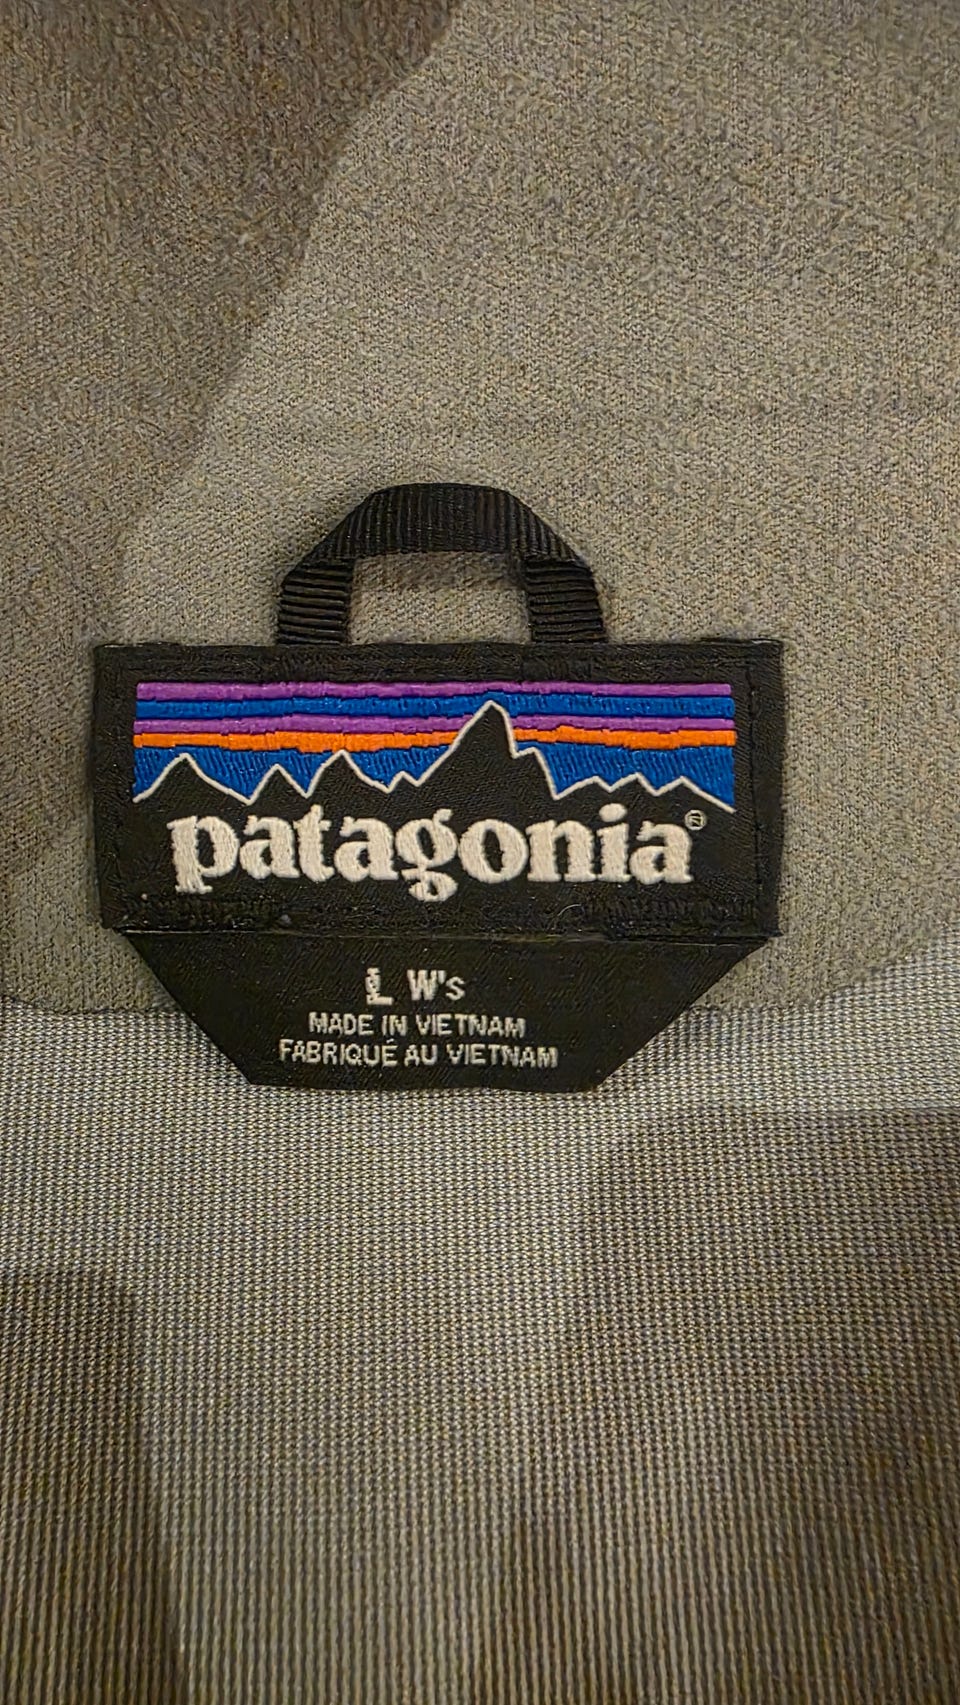 patagonia®
L W's
MADE IN VIETNAM
FABRIQUÉ AU VIETNAM